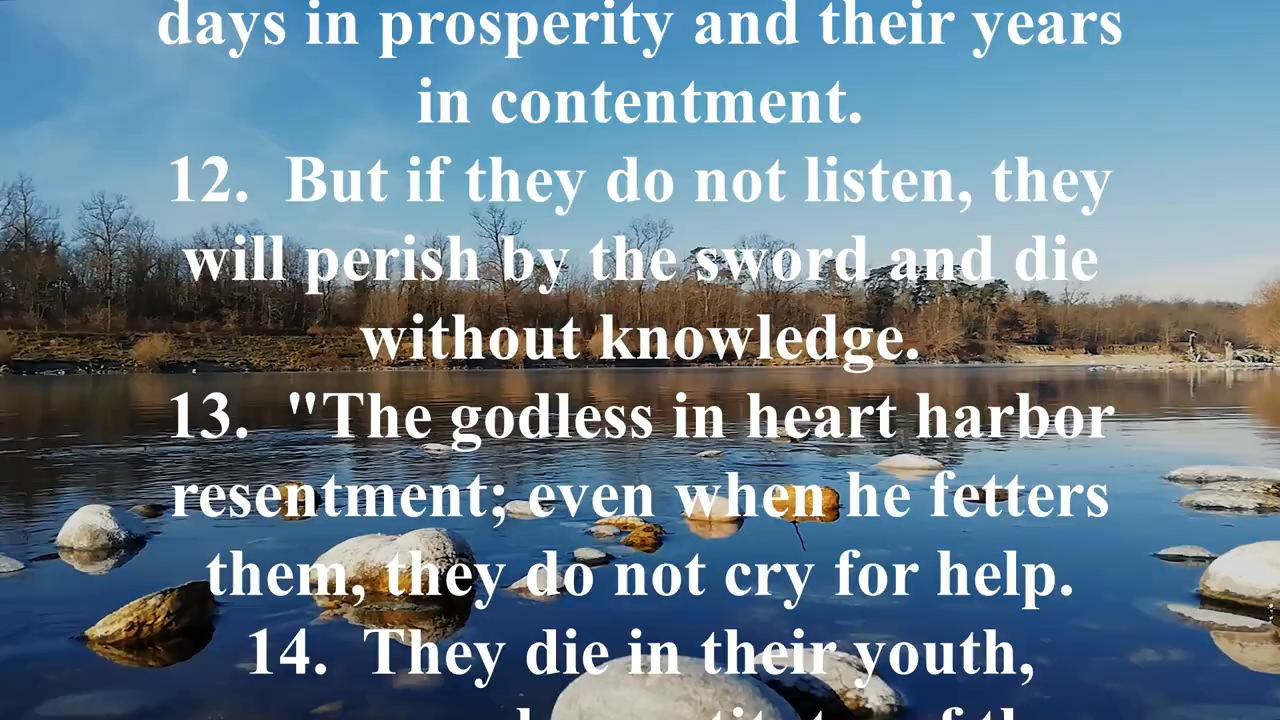 days in prosperity and their years
in contentment.
12. But if they do not listen, they
will perish by the sword and die
without knowledge.
13. "The godless in heart harbor
resentment; even when he fetters
them, they do not cry for help.
14. They die in their youth,